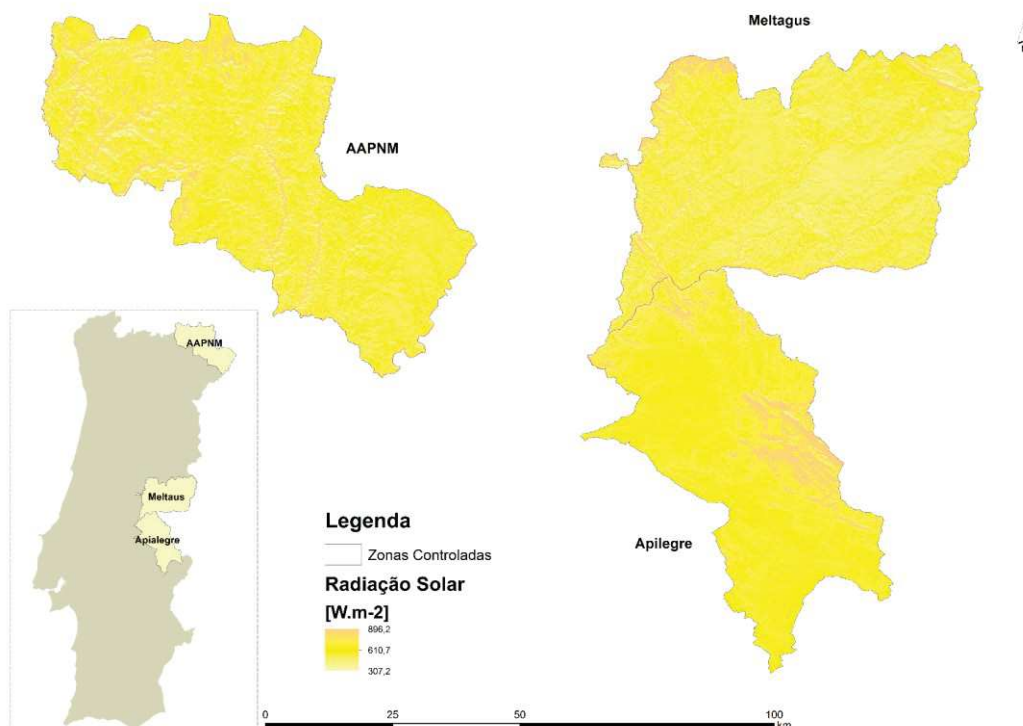 Meltagus
AAPNM
AAPNM
Meltaus
Apialegre
Apilegre
Legenda
Zonas Controladas
Radiação Solar
[W.m-2]
896,2
610,7
307,2
0 25 50 100
km